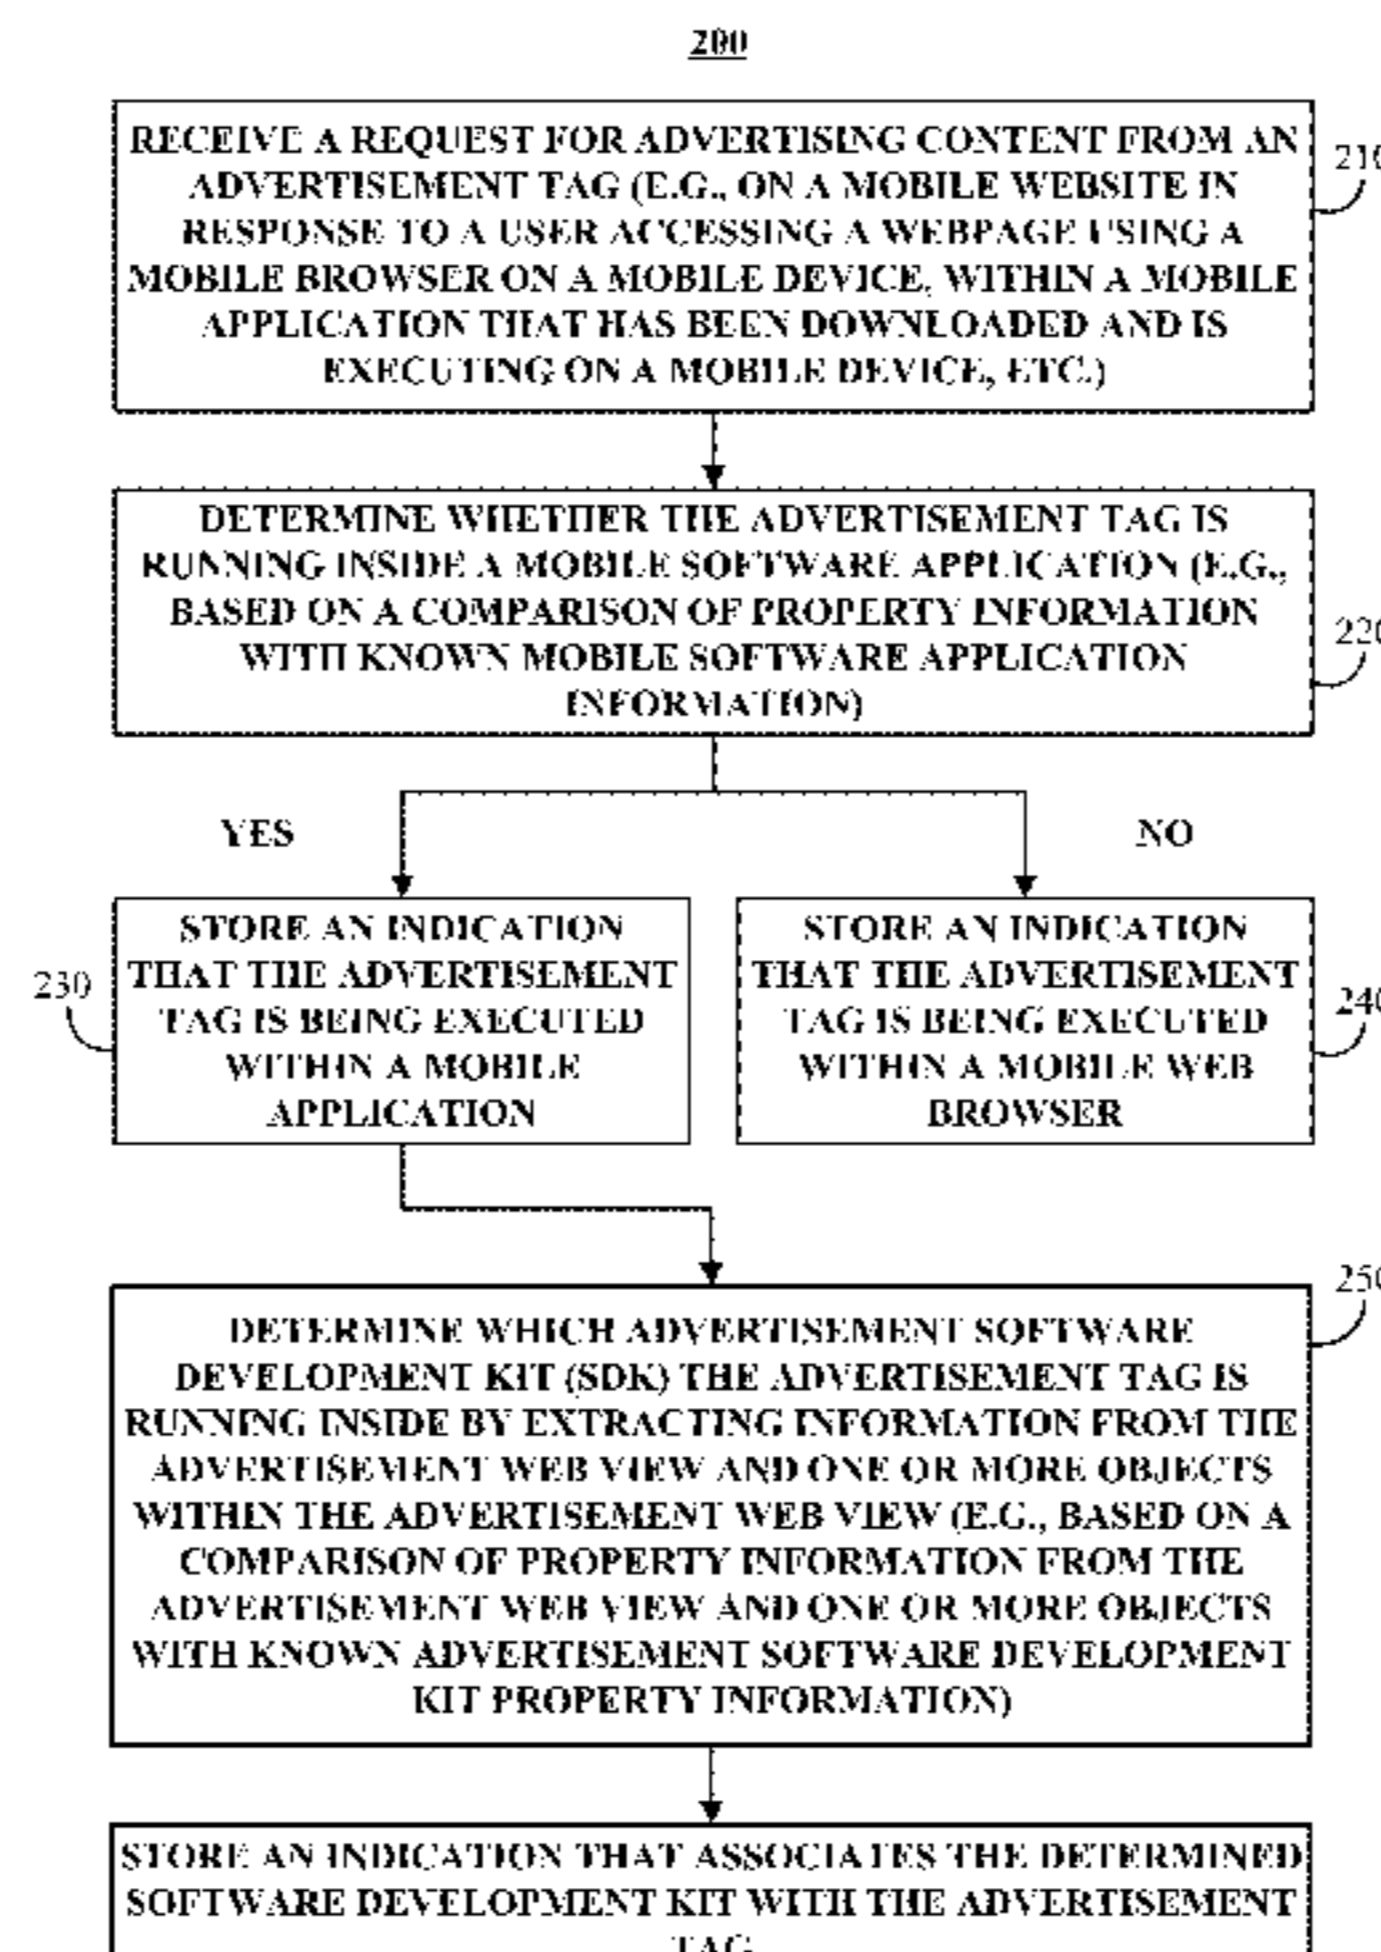 200
RECEIVE A REQUEST FOR ADVERTISING CONTENT FROM AN
ADVERTISEMENT TAG (E.G., ON A MOBILE WEBSITE IN
RESPONSE TO A USER ACCESSING A WEBPAGE USING A
MOBILE BROWSER ON A MOBILE DEVICE, WITHIN A MOBILE
APPLICATION THAT HAS BEEN DOWNLOADED AND IS
EXECUTING ON A MOBILE DEVICE, ETC.)
210
DETERMINE WHETHER THE ADVERTISEMENT TAG IS
RUNNING INSIDE A MOBILE SOFTWARE APPLICATION (E.G.,
BASED ON A COMPARISON OF PROPERTY INFORMATION
WITH KNOWN MOBILE SOFTWARE APPLICATION
INFORMATION)
220
YES
NO
230
STORE AN INDICATION
THAT THE ADVERTISEMENT
TAG IS BEING EXECUTED
WITHIN A MOBILE
APPLICATION
STORE AN INDICATION
THAT THE ADVERTISEMENT
TAG IS BEING EXECUTED
WITHIN A MOBILE WEB
BROWSER
240
250
DETERMINE WHICH ADVERTISEMENT SOFTWARE
DEVELOPMENT KIT (SDK) THE ADVERTISEMENT TAG IS
RUNNING INSIDE BY EXTRACTING INFORMATION FROM THE
ADVERTISEMENT WEB VIEW AND ONE OR MORE OBJECTS
WITHIN THE ADVERTISEMENT WEB VIEW (E.G., BASED ON A
COMPARISON OF PROPERTY INFORMATION FROM THE
ADVERTISEMENT WEB VIEW AND ONE OR MORE OBJECTS
WITH KNOWN ADVERTISEMENT SOFTWARE DEVELOPMENT
KIT PROPERTY INFORMATION)
STORE AN INDICATION THAT ASSOCIATES THE DETERMINED
SOFTWARE DEVELOPMENT KIT WITH THE ADVERTISEMENT
TAG